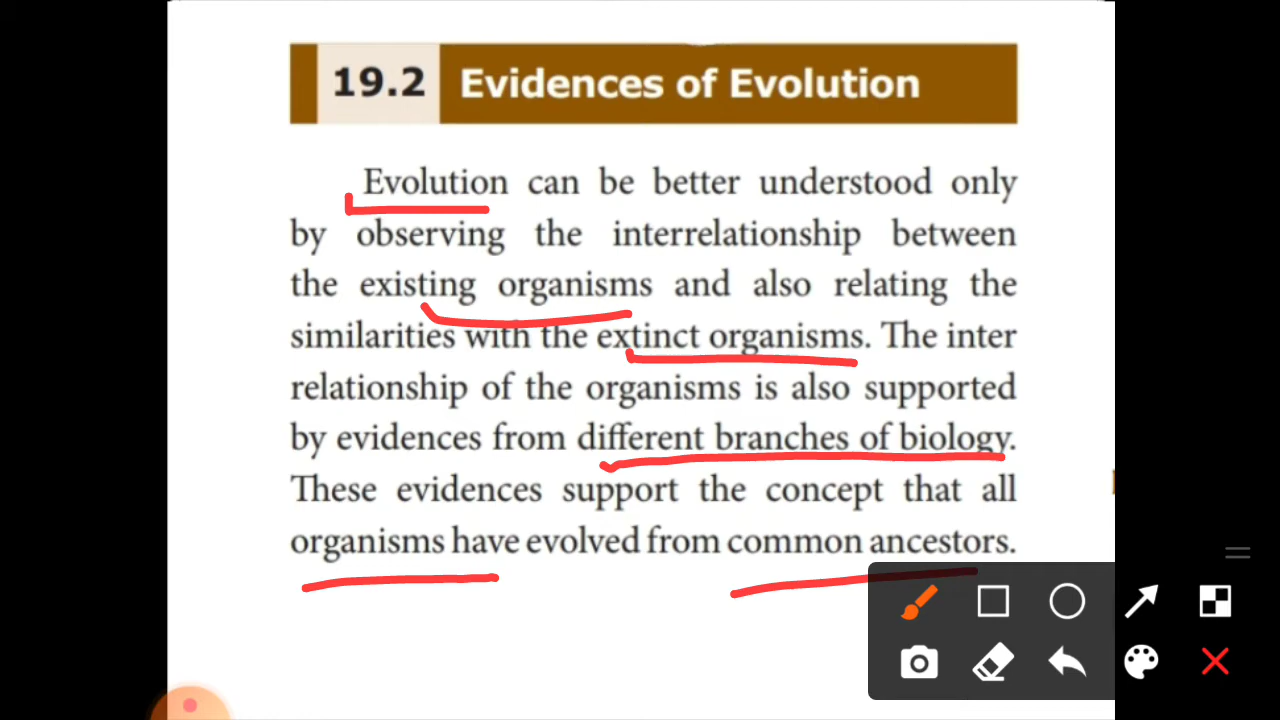 19.2 Evidences of Evolution
Evolution can be better understood only
by observing the interrelationship between
the existing organisms and also relating the
similarities with the extinct organisms. The inter
relationship of the organisms is also supported
by evidences from different branches of biology.
These evidences support the concept that all
organisms have evolved from common ancestors.